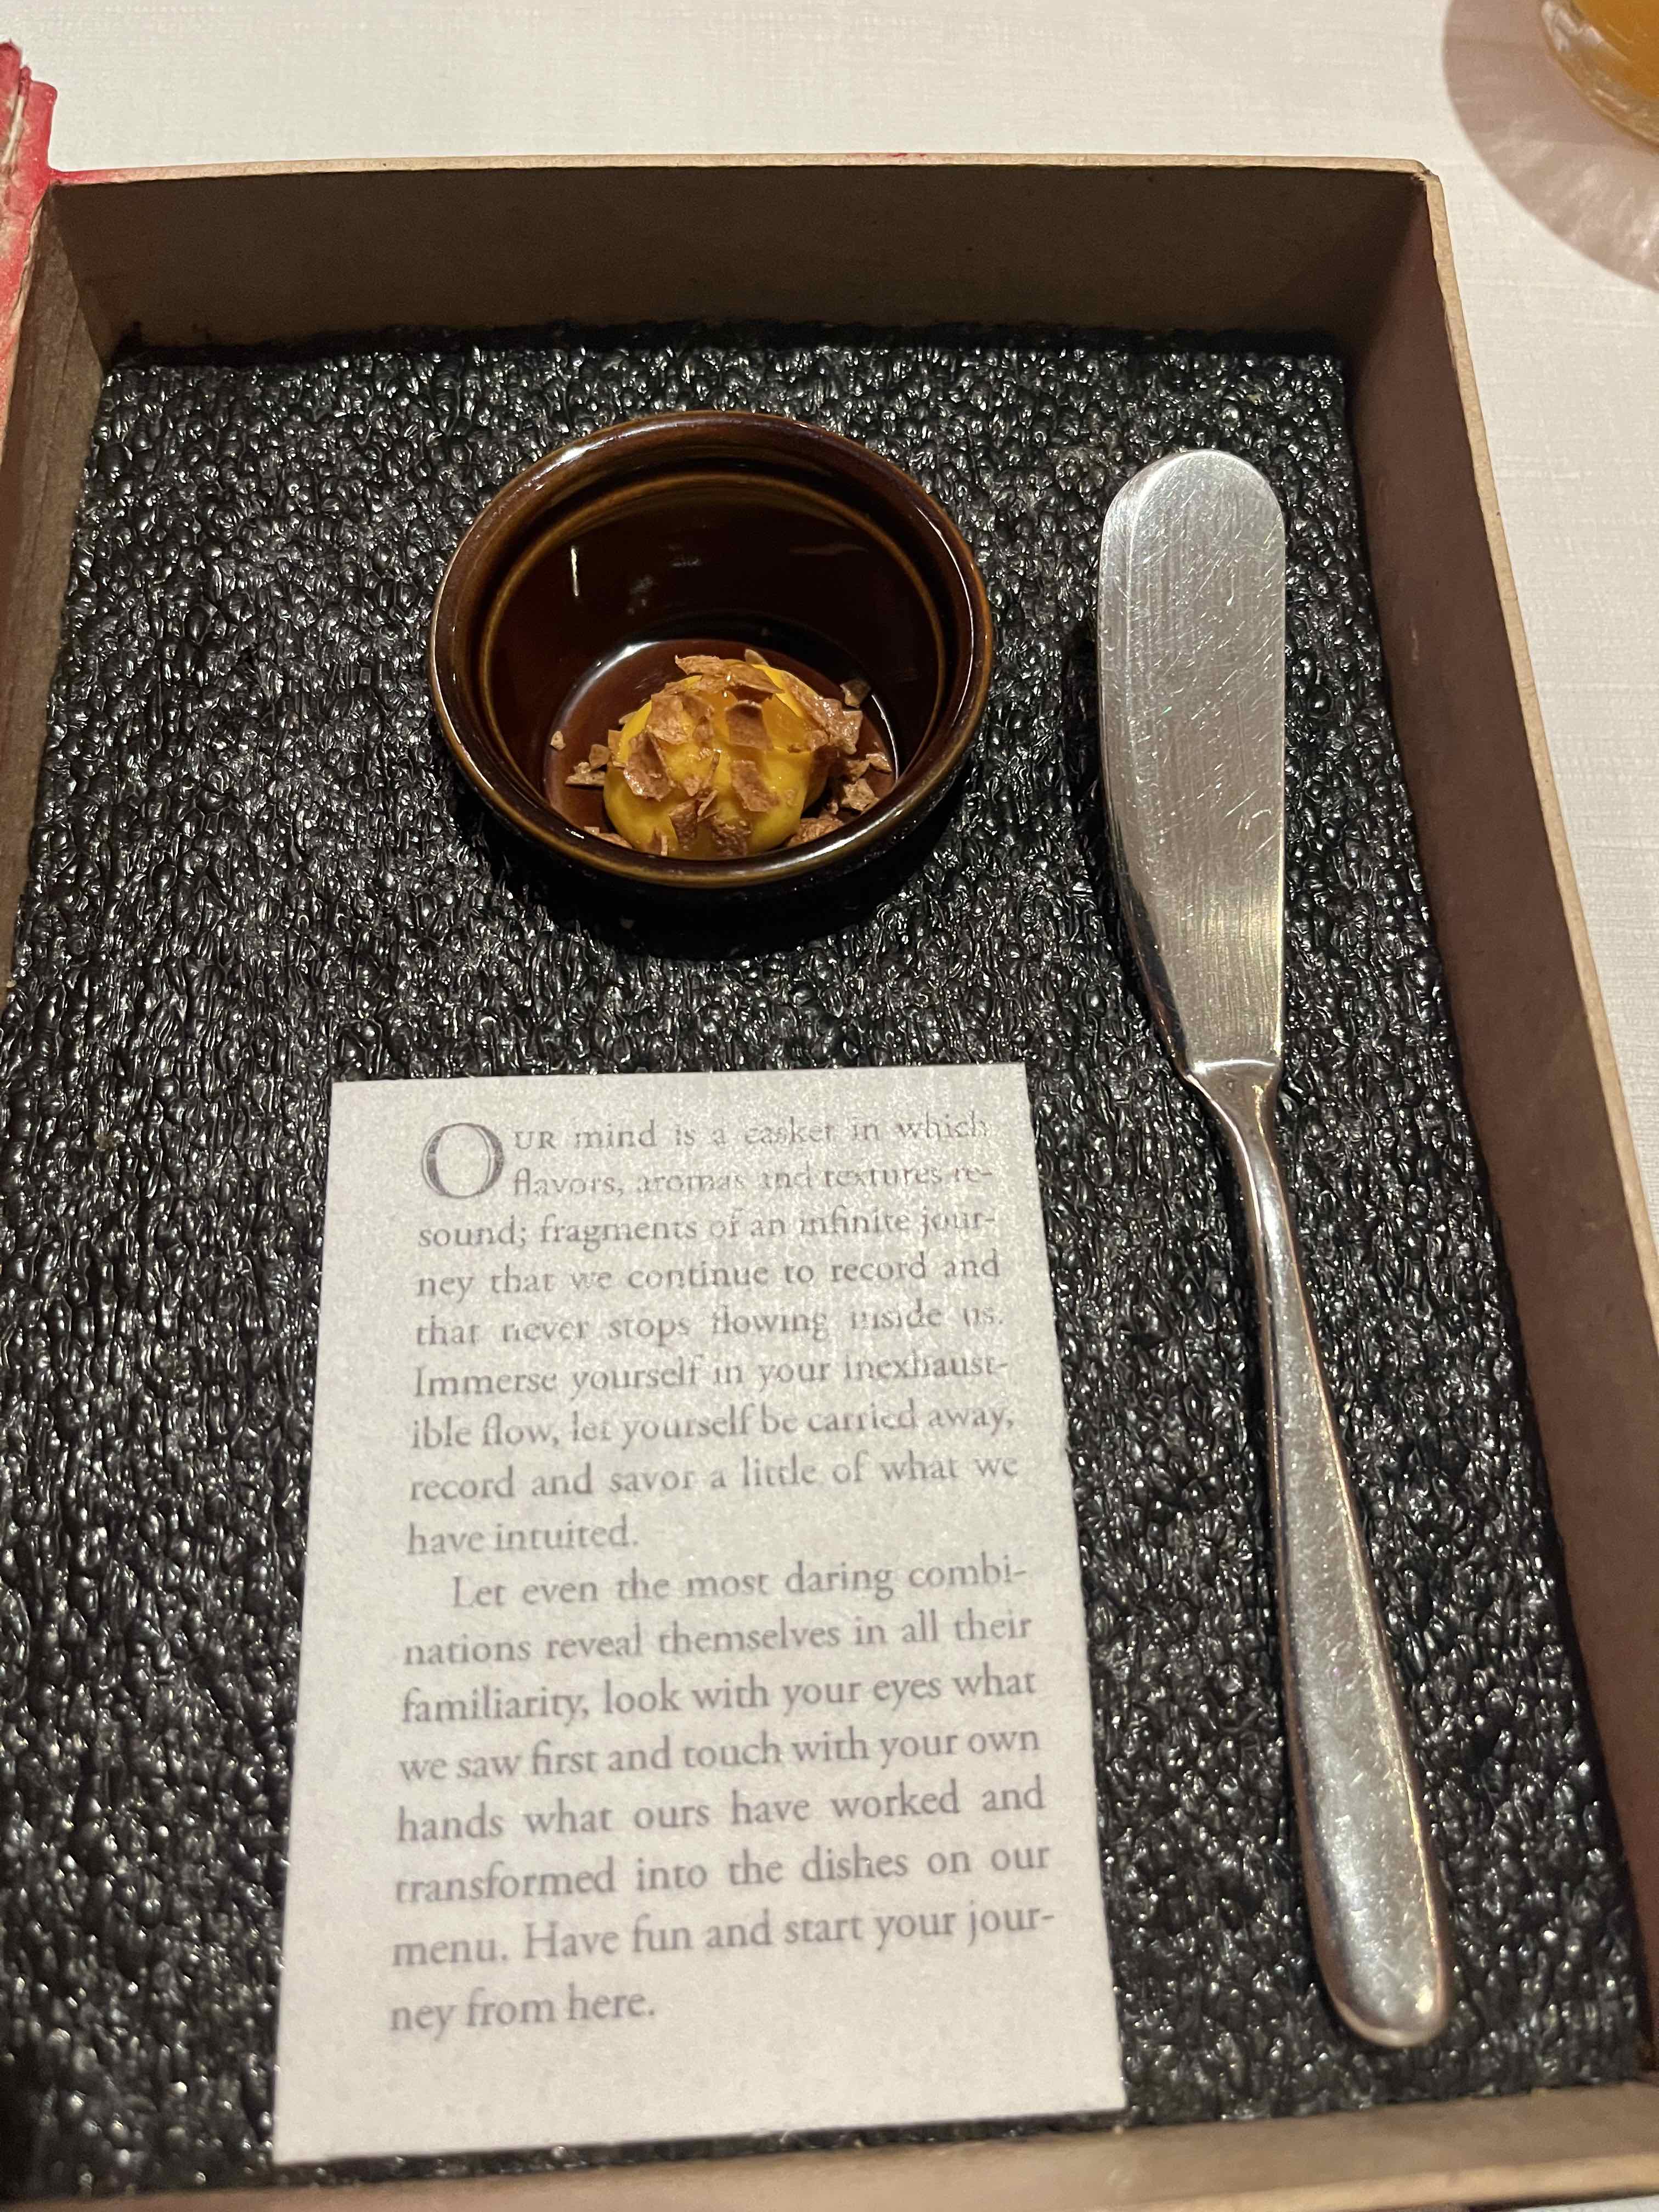 OUR mind is a casket in which
flavors, aromas and textures re-
sound; fragments of an infinite jour-
ney that we continue to record and
that never stops flowing inside us.
Immerse yourself in your inexhaust-
ible flow, let yourself be carried away,
record and savor a little of what we
have intuited.
Let even the most daring combi-
nations reveal themselves in all their
familiarity, look with your eyes what
we saw first and touch with your own
hands what ours have worked and
transformed into the dishes on our
menu. Have fun and start your jour-
ney from here.